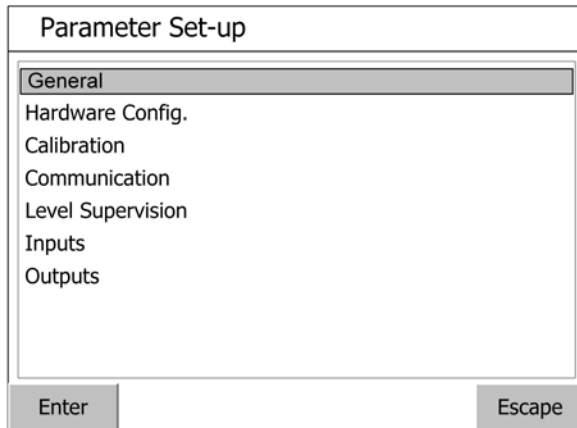 Parameter Set-up
General
Hardware Config.
Calibration
Communication
Level Supervision
Inputs
Outputs
Enter
Escape